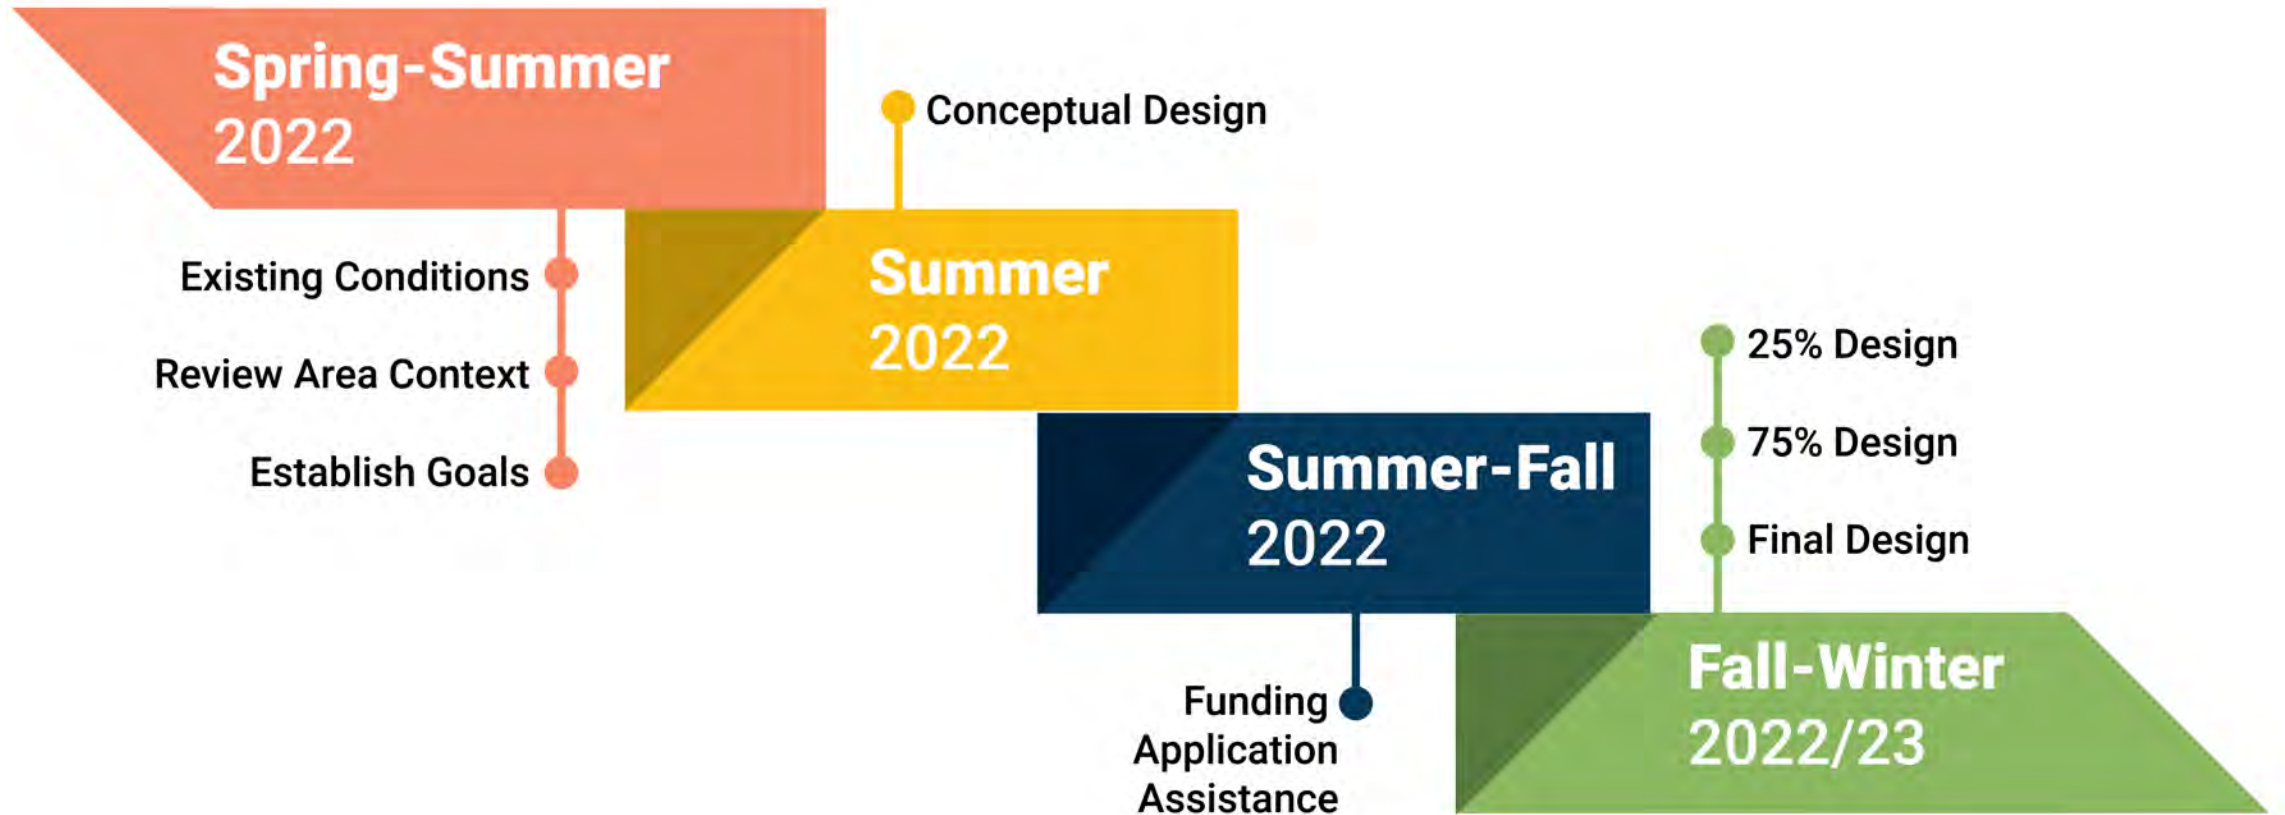 Spring-Summer
2022
Existing Conditions
Review Area Context
Establish Goals
Conceptual Design
Summer
2022
Summer-Fall
2022
Funding
Application
Assistance
25% Design
75% Design
Final Design
Fall-Winter
2022/23